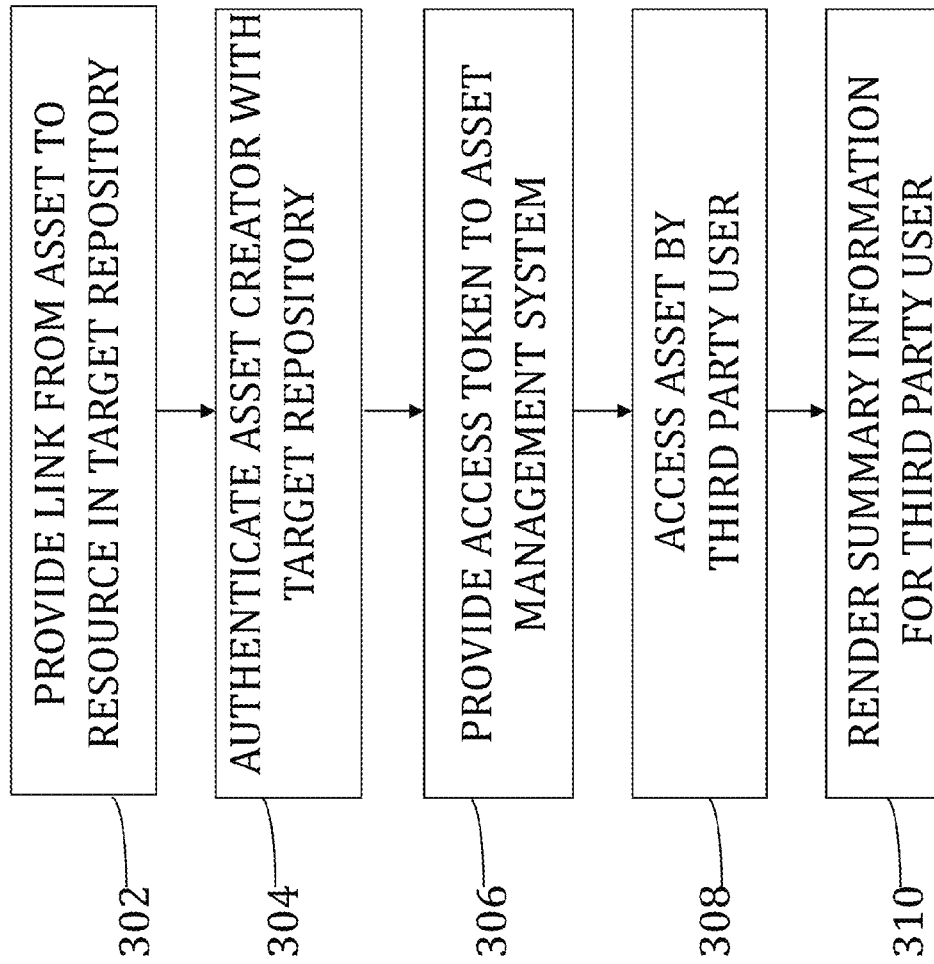 302
PROVIDE LINK FROM ASSET TO
RESOURCE IN TARGET REPOSITORY
304
AUTHENTICATE ASSET CREATOR WITH
TARGET REPOSITORY
306
PROVIDE ACCESS TOKEN TO ASSET
MANAGEMENT SYSTEM
308
ACCESS ASSET BY
THIRD PARTY USER
310
RENDER SUMMARY INFORMATION
FOR THIRD PARTY USER